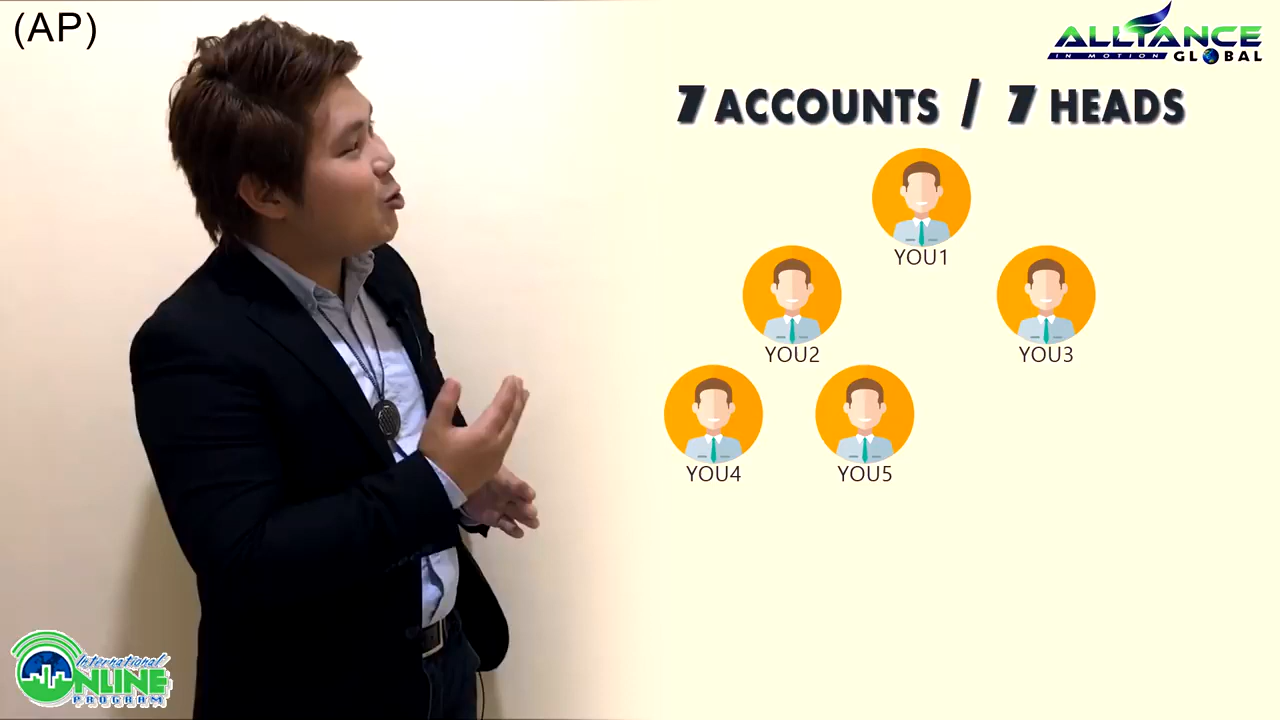 (AP)
ALLIANCE
IN MOTION GLOBAL
7 ACCOUNTS / 7 HEADS
YOU1
YOU2
YOU3
YOU4
YOU5
International
ONLINE
PROGRAM